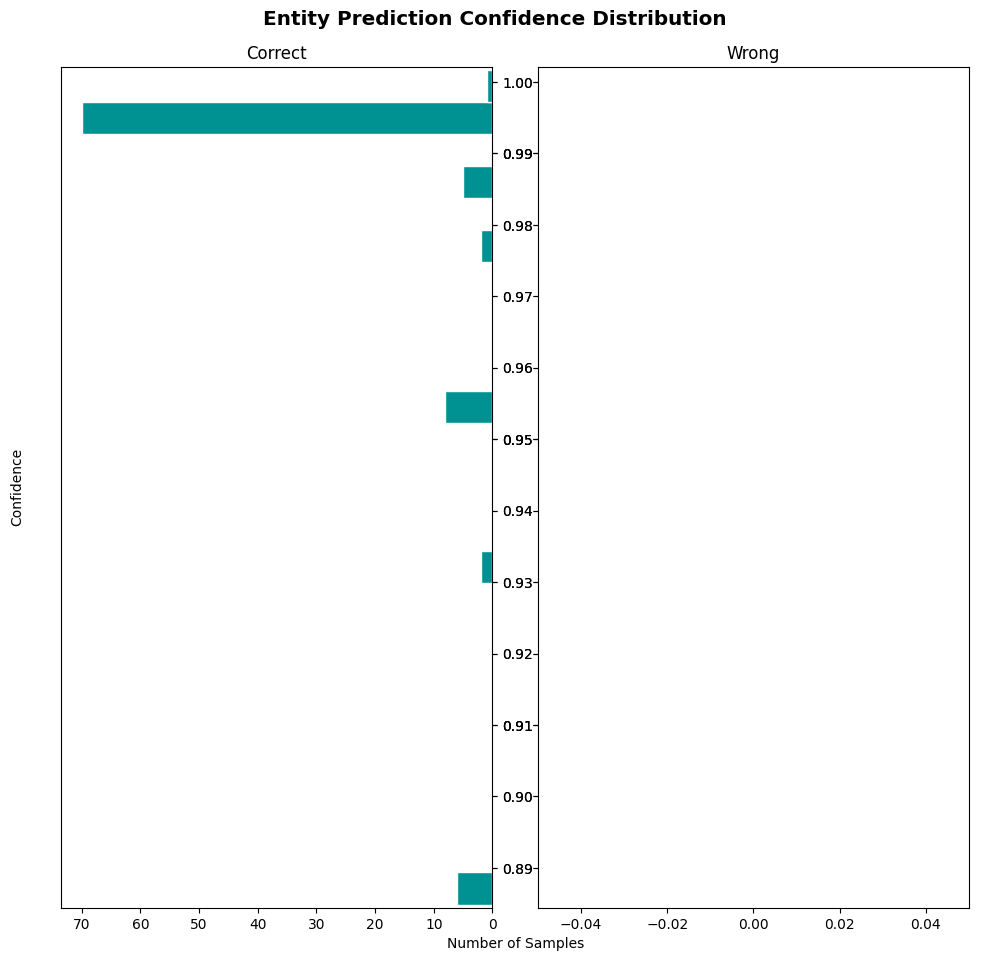 Entity Prediction Confidence Distribution
Correct
Wrong
Confidence
1.00
0.99
0.98
0.97
0.96
0.95
0.94
0.93
0.92
0.91
0.90
0.89
70 60 50 40 30 20 10 0
−0.04 −0.02 0.00 0.02 0.04
Number of Samples